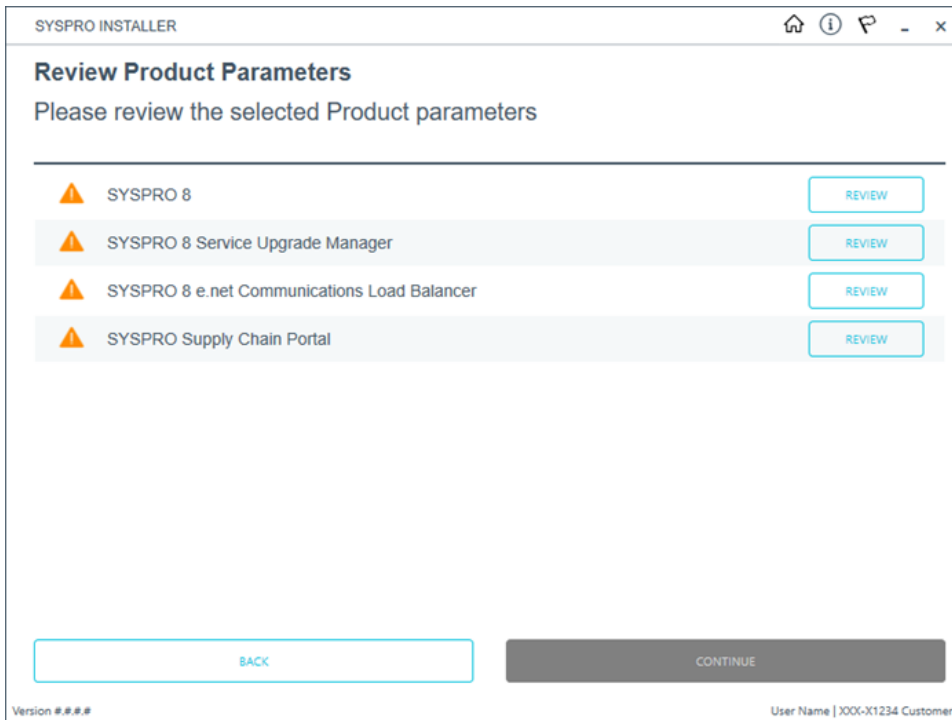 SYSPRO INSTALLER
Review Product Parameters
Please review the selected Product parameters
SYSPRO 8 REVIEW
SYSPRO 8 Service Upgrade Manager REVIEW
SYSPRO 8 e.net Communications Load Balancer REVIEW
SYSPRO Supply Chain Portal REVIEW
BACK CONTINUE
Version #.#.#.# User Name | XXX-X1234 Customer